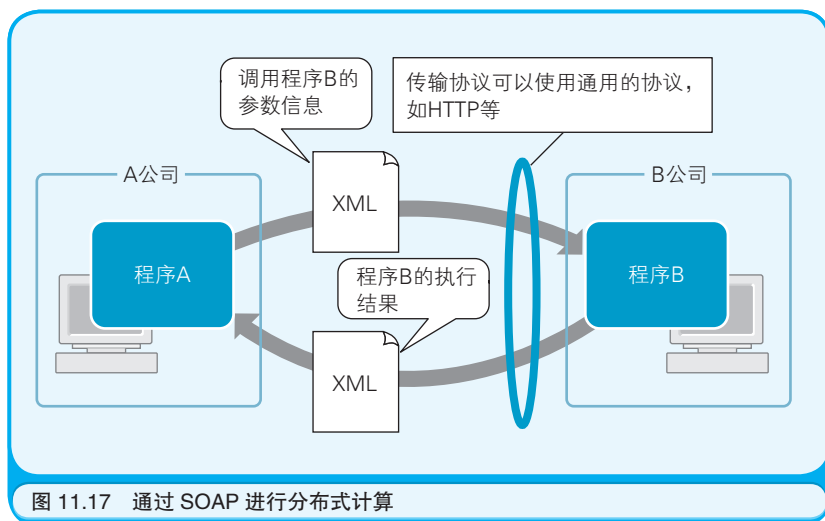 调用程序B的
参数信息
传输协议可以使用通用的协议，
如HTTP等
A公司
B公司
XML
程序A
程序B
程序B的执行
结果
XML
图 11.17 通过 SOAP 进行分布式计算